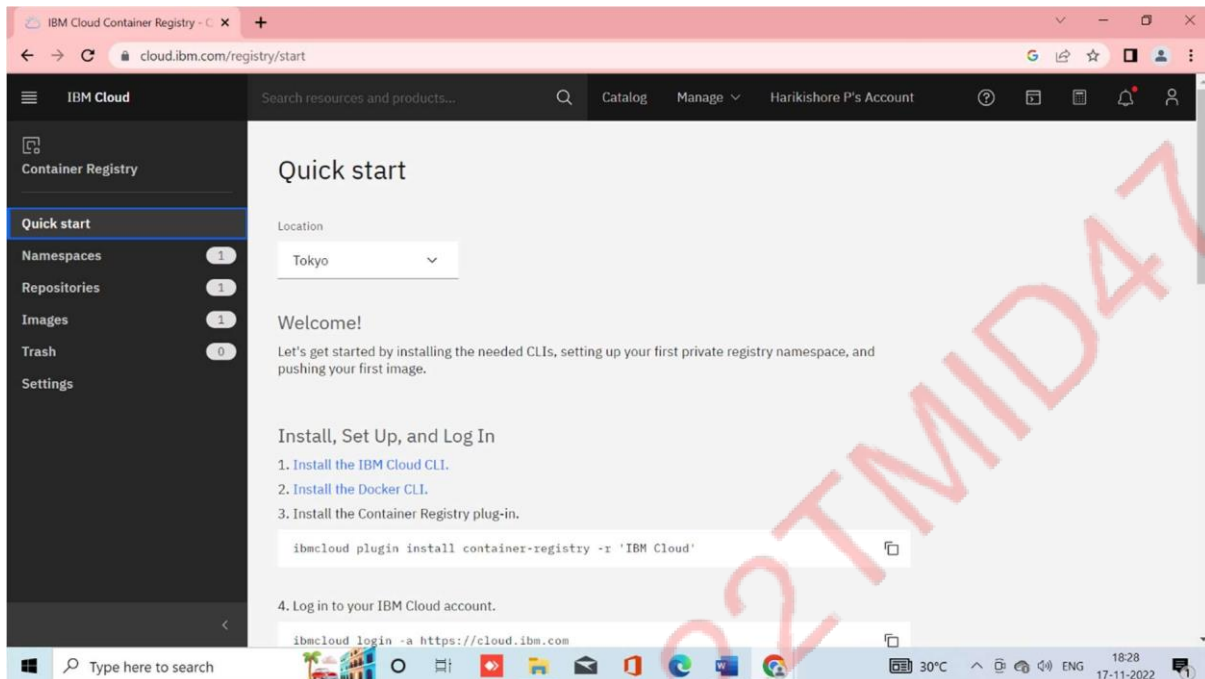 IBM Cloud Container Registry - C
cloud.ibm.com/registry/start
IBM Cloud
Search resources and products...
Catalog
Manage
Harikishore P's Account
Container Registry
Quick start
Namespaces 1
Repositories 1
Images 1
Trash 0
Settings
Quick start
Location
Tokyo
Welcome!
Let's get started by installing the needed CLIs, setting up your first private registry namespace, and
pushing your first image.
Install, Set Up, and Log In
1. Install the IBM Cloud CLI.
2. Install the Docker CLI.
3. Install the Container Registry plug-in.
ibmcloud plugin install container-registry -r 'IBM Cloud'
4. Log in to your IBM Cloud account.
ibmcloud login -a https://cloud.ibm.com
22TMID47
Type here to search
30°C
ENG
18:28
17-11-2022
1